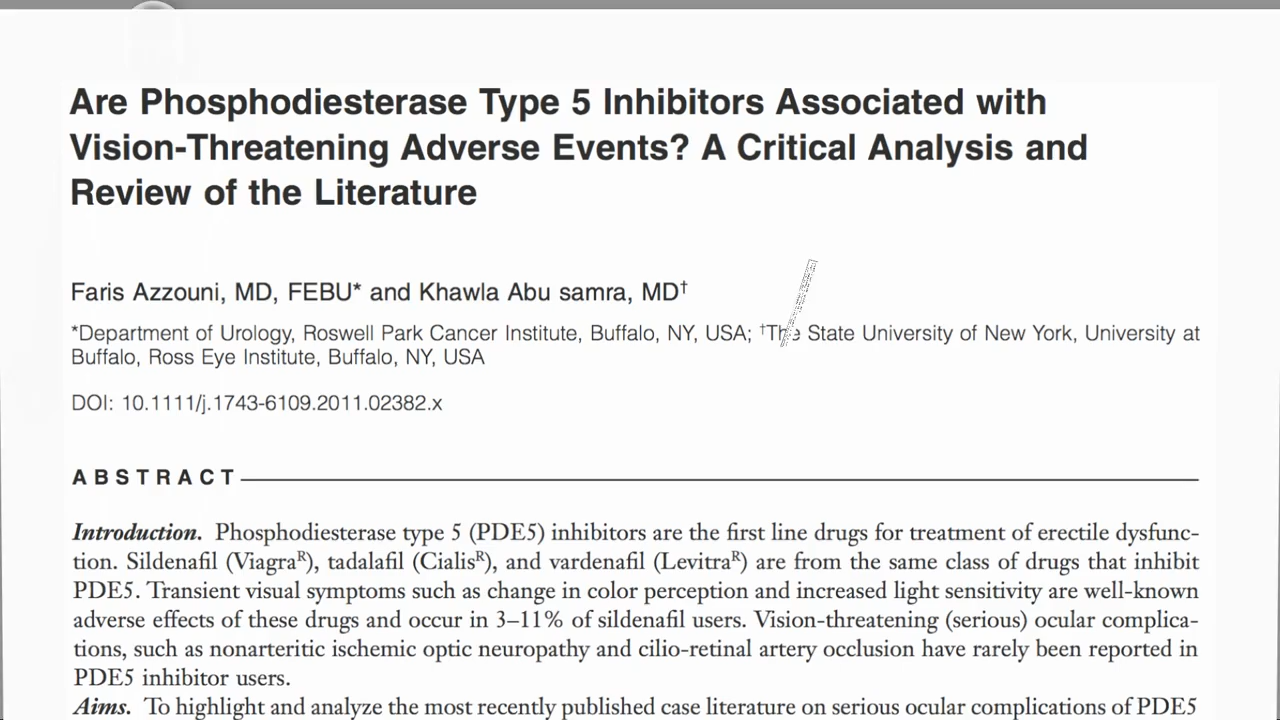 Are Phosphodiesterase Type 5 Inhibitors Associated with
Vision-Threatening Adverse Events? A Critical Analysis and
Review of the Literature
Faris Azzouni, MD, FEBU* and Khawla Abu samra, MD†
*Department of Urology, Roswell Park Cancer Institute, Buffalo, NY, USA; †The State University of New York, University at
Buffalo, Ross Eye Institute, Buffalo, NY, USA
DOI: 10.1111/j.1743-6109.2011.02382.x
ABSTRACT
Introduction. Phosphodiesterase type 5 (PDE5) inhibitors are the first line drugs for treatment of erectile dysfunc-
tion. Sildenafil (Viagraᴿ), tadalafil (Cialisᴿ), and vardenafil (Levitraᴿ) are from the same class of drugs that inhibit
PDE5. Transient visual symptoms such as change in color perception and increased light sensitivity are well-known
adverse effects of these drugs and occur in 3–11% of sildenafil users. Vision-threatening (serious) ocular complica-
tions, such as nonarteritic ischemic optic neuropathy and cilio-retinal artery occlusion have rarely been reported in
PDE5 inhibitor users.
Aims. To highlight and analyze the most recently published case literature on serious ocular complications of PDE5